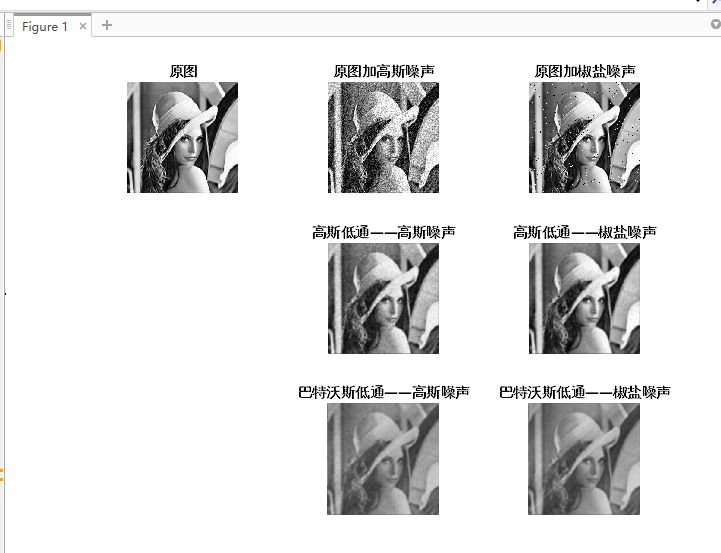 Figure 1
原图
原图加高斯噪声
原图加椒盐噪声
高斯低通——高斯噪声
高斯低通——椒盐噪声
巴特沃斯低通——高斯噪声
巴特沃斯低通——椒盐噪声